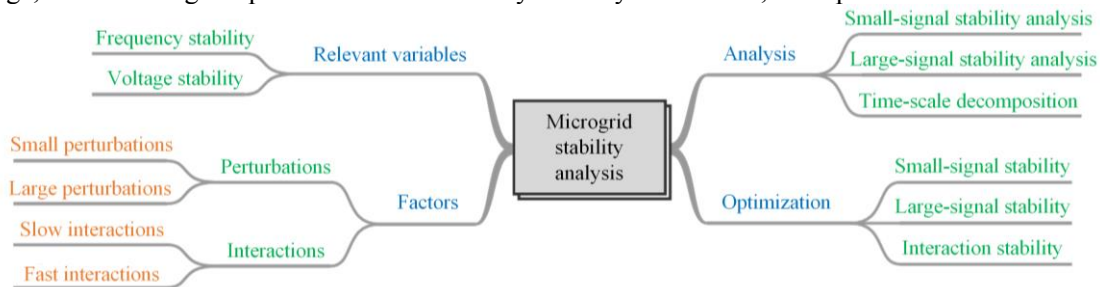 Frequency stability
Voltage stability
Relevant variables
Small perturbations
Large perturbations
Perturbations
Slow interactions
Fast interactions
Interactions
Factors
Microgrid
stability
analysis
Analysis
Small-signal stability analysis
Large-signal stability analysis
Time-scale decomposition
Optimization
Small-signal stability
Large-signal stability
Interaction stability